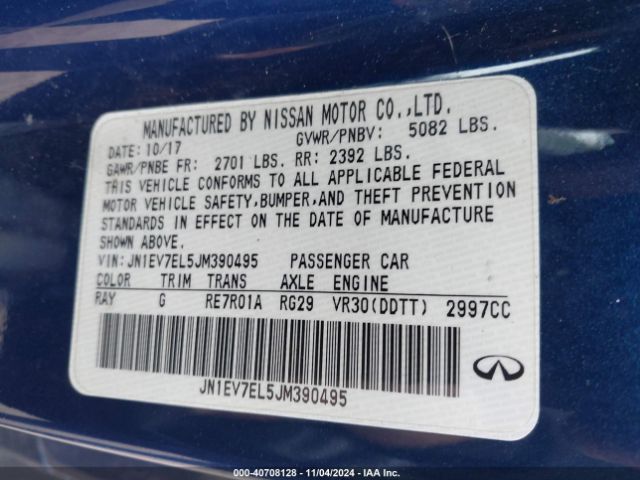 MANUFACTURED BY NISSAN MOTOR CO.,LTD.
DATE: 10/17 GVWR/PNBV: 5082 LBS.
GAWR/PNBE FR: 2701 LBS. RR: 2392 LBS.
THIS VEHICLE CONFORMS TO ALL APPLICABLE FEDERAL
MOTOR VEHICLE SAFETY,BUMPER,AND THEFT PREVENTION
STANDARDS IN EFFECT ON THE DATE OF MANUFACTURE
SHOWN ABOVE.
VIN: JN1EV7EL5JM390495 PASSENGER CAR
COLOR TRIM TRANS AXLE ENGINE
RAY G RE7R01A RG29 VR30(DDTT) 2997CC
JN1EV7EL5JM390495
INFINITI
000-40708128 - 11/04/2024 - IAA Inc.